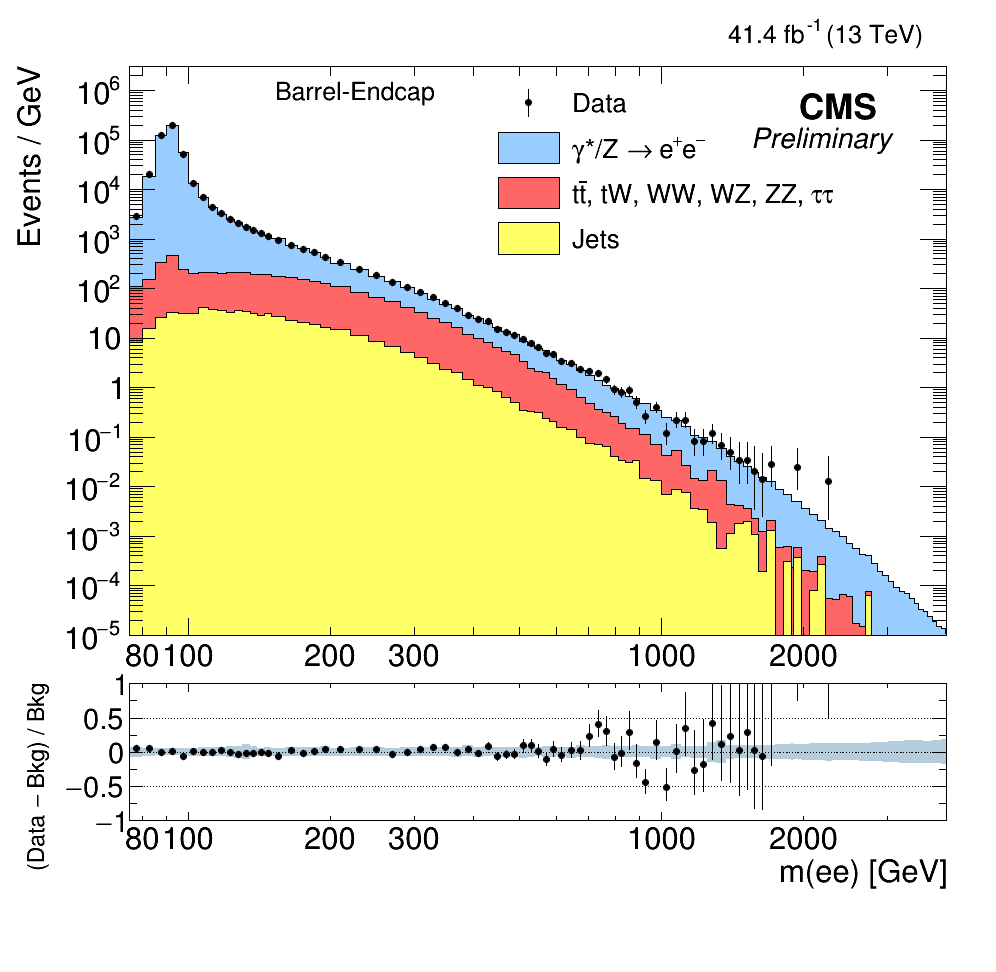 41.4 fb⁻¹ (13 TeV)
Events / GeV
Barrel-Endcap
CMS
Preliminary
Data
γ*/Z → e⁺e⁻
tt̄, tW, WW, WZ, ZZ, ττ
Jets
10⁶
10⁵
10⁴
10³
10²
10
1
10⁻¹
10⁻²
10⁻³
10⁻⁴
10⁻⁵
80 100 200 300 1000 2000
(Data − Bkg) / Bkg
1
0.5
0
−0.5
−1
80 100 200 300 1000 2000
m(ee) [GeV]